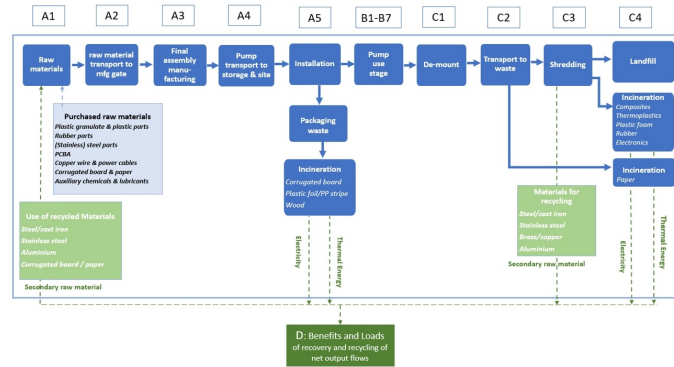 A1
A2
A3
A4
A5
B1-B7
C1
C2
C3
C4
Raw
materials
raw material
transport to
mfg gate
Final
assembly
manu-
facturing
Pump
transport to
storage & site
Installation
Pump
use
stage
De-mount
Transport to
waste
Shredding
Landfill
Purchased raw materials
Plastic granulate & plastic parts
Rubber parts
(Stainless) steel parts
PCBA
Copper wire & power cables
Corrugated board & paper
Auxiliary chemicals & lubricants
Packaging
waste
Incineration
Corrugated board
Plastic foil/PP stripe
Wood
Incineration
Composites
Thermoplastics
Plastic foam
Rubber
Electronics
Incineration
Paper
Use of recycled Materials
Steel/cast iron
Stainless steel
Aluminium
Corrugated board / paper
Secondary raw material
Electricity
Thermal Energy
Materials for
recycling
Steel/cast iron
Stainless steel
Brass/copper
Aluminium
Secondary raw material
Electricity
Thermal Energy
D: Benefits and Loads
of recovery and recycling of
net output flows